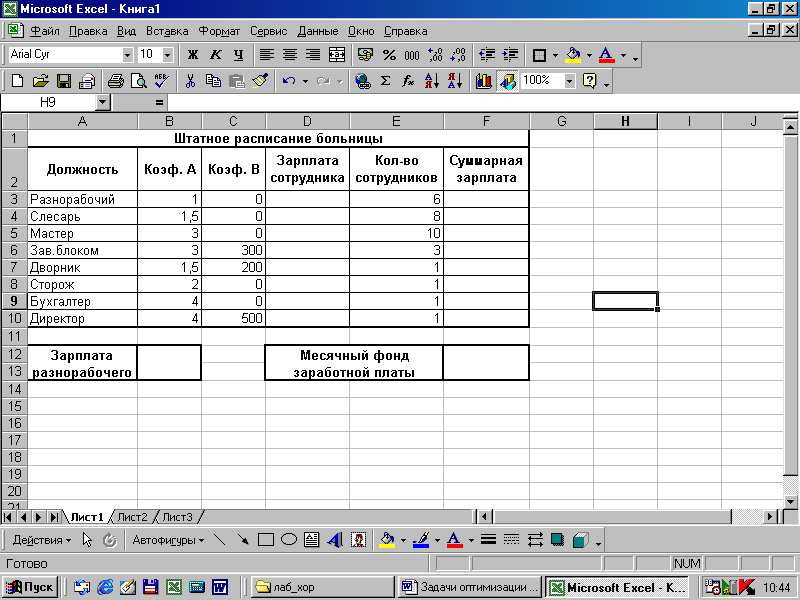 Microsoft Excel - Книга1
Файл Правка Вид Вставка Формат Сервис Данные Окно Справка
Arial Cyr 10 Ж К Ч % 000
Σ fx 100%
H9 =
A B C D E F G H I J
1 Штатное расписание больницы
2 Должность Коэф. А Коэф. В Зарплата сотрудника Кол-во сотрудников Суммарная зарплата
3 Разнорабочий 1 0 6
4 Слесарь 1,5 0 8
5 Мастер 3 0 10
6 Зав.блоком 3 300 3
7 Дворник 1,5 200 1
8 Сторож 2 0 1
9 Бухгалтер 4 0 1
10 Директор 4 500 1
11
12 Зарплата Месячный фонд
13 разнорабочего заработной платы
14
15
16
17
18
19
20
21
Лист1 Лист2 Лист3
Действия Автофигуры
Готово NUM
Пуск лаб_хор Задачи оптимизации ... Microsoft Excel - К... 10:44